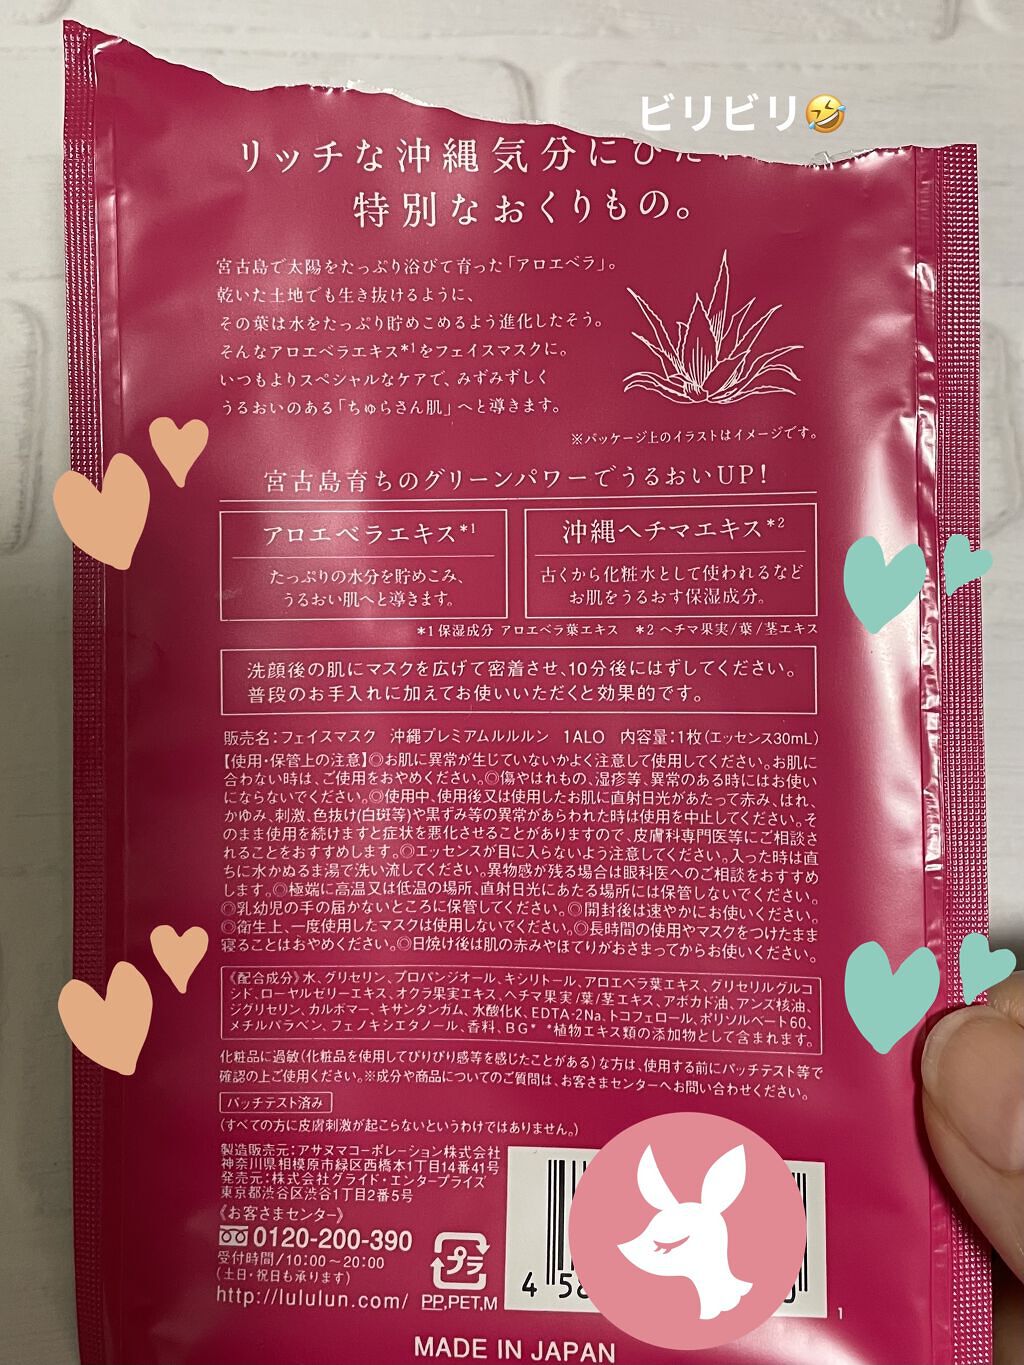 ビリビリ🤣
リッチな沖縄気分にひた
特別なおくりもの。
宮古島で太陽をたっぷり浴びて育った「アロエベラ」。
乾いた土地でも生き抜けるように、
その葉は水をたっぷり貯めこめるよう進化したそう。
そんなアロエベラエキス*1をフェイスマスクに。
いつもよりスペシャルなケアで、みずみずしく
うるおいのある「ちゅらさん肌」へと導きます。
※パッケージ上のイラストはイメージです。
宮古島育ちのグリーンパワーでうるおいUP!
アロエベラエキス*1
たっぷりの水分を貯めこみ、
うるおい肌へと導きます。
沖縄ヘチマエキス*2
古くから化粧水として使われるなど
お肌をうるおす保湿成分。
*1 保湿成分 アロエベラ葉エキス *2 ヘチマ果実/葉/茎エキス
洗顔後の肌にマスクを広げて密着させ、10分後にはずしてください。
普段のお手入れに加えてお使いいただくと効果的です。
販売名:フェイスマスク 沖縄プレミアムルルルン 1ALO 内容量:1枚(エッセンス30mL)
【使用・保管上の注意】◎お肌に異常が生じていないかよく注意して使用してください。お肌に
合わない時は、ご使用をおやめください。◎傷やはれもの、湿疹等、異常のある時にはお使い
にならないでください。◎使用中、使用後又は使用したお肌に直射日光があたって赤み、はれ、
かゆみ、刺激、色抜け(白斑等)や黒ずみ等の異常があらわれた時は使用を中止してください。そ
のまま使用を続けますと症状を悪化させることがありますので、皮膚科専門医等にご相談さ
れることをおすすめします。◎エッセンスが目に入らないよう注意してください。入った時は直
ちに水かぬるま湯で洗い流してください。異物感が残る場合は眼科医へのご相談をおすすめ
します。◎極端に高温又は低温の場所、直射日光にあたる場所には保管しないでください。
◎乳幼児の手の届かないところに保管してください。◎開封後は速やかにお使いください。
◎衛生上、一度使用したマスクは使用しないでください。◎長時間の使用やマスクをつけたまま
寝ることはおやめください。◎日焼け後は肌の赤みやほてりがおさまってからお使いください。
《配合成分》水、グリセリン、プロパンジオール、キシリトール、アロエベラ葉エキス、グリセリルグルコ
シド、ローヤルゼリーエキス、オクラ果実エキス、ヘチマ果実/葉/茎エキス、アボカド油、アンズ核油、
ジグリセリン、カルボマー、キサンタンガム、水酸化K、EDTA-2Na、トコフェロール、ポリソルベート60、
メチルパラベン、フェノキシエタノール、香料、BG* *植物エキス類の添加物として含まれます。
化粧品に過敏(化粧品を使用してぴりぴり感等を感じたことがある)な方は、使用する前にパッチテスト等で
確認の上ご使用ください。※成分や商品についてのご質問は、お客さまセンターへお問い合わせください。
パッチテスト済み
(すべての方に皮膚刺激が起こらないというわけではありません。)
製造販売元:アサヌマコーポレーション株式会社
神奈川県相模原市緑区西橋本1丁目14番41号
発売元:株式会社グライド・エンタープライズ
東京都渋谷区渋谷1丁目2番5号
《お客さまセンター》
0120-200-390
受付時間/10:00〜20:00
(土日・祝日も承ります)
http://lululun.com/
プラ
PP,PET,M
4 58
1
MADE IN JAPAN